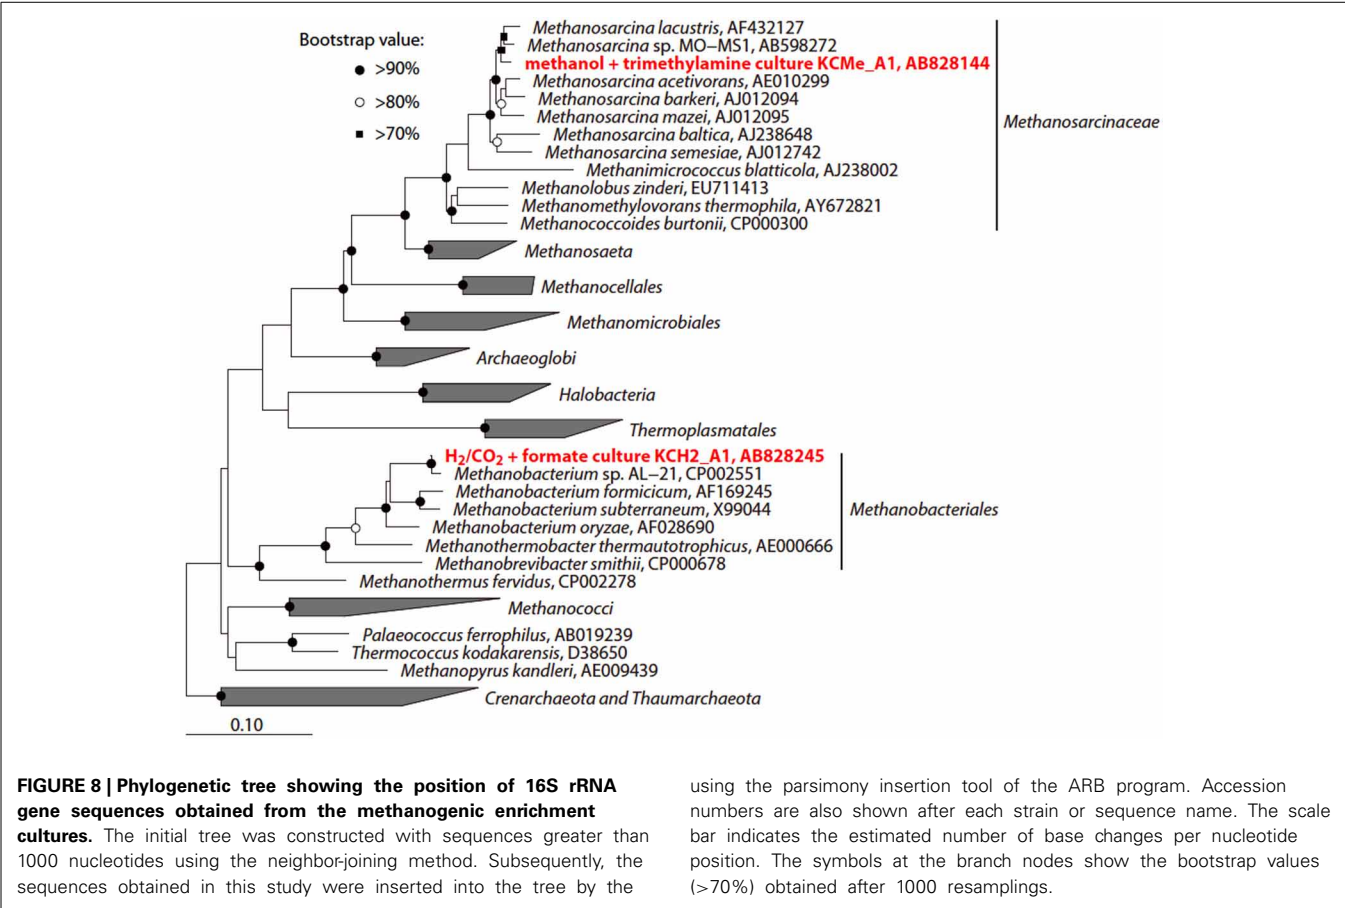 Bootstrap value:
>90%
>80%
>70%
Methanosarcina lacustris, AF432127
Methanosarcina sp. MO–MS1, AB598272
methanol + trimethylamine culture KCMe_A1, AB828144
Methanosarcina acetivorans, AE010299
Methanosarcina barkeri, AJ012094
Methanosarcina mazei, AJ012095
Methanosarcina baltica, AJ238648
Methanosarcina semesiae, AJ012742
Methanimicrococcus blatticola, AJ238002
Methanolobus zinderi, EU711413
Methanomethylovorans thermophila, AY672821
Methanococcoides burtonii, CP000300
Methanosarcinaceae
Methanosaeta
Methanocellales
Methanomicrobiales
Archaeoglobi
Halobacteria
Thermoplasmatales
H2/CO2 + formate culture KCH2_A1, AB828245
Methanobacterium sp. AL–21, CP002551
Methanobacterium formicicum, AF169245
Methanobacterium subterraneum, X99044
Methanobacterium oryzae, AF028690
Methanothermobacter thermautotrophicus, AE000666
Methanobrevibacter smithii, CP000678
Methanobacteriales
Methanothermus fervidus, CP002278
Methanococci
Palaeococcus ferrophilus, AB019239
Thermococcus kodakarensis, D38650
Methanopyrus kandleri, AE009439
Crenarchaeota and Thaumarchaeota
0.10
FIGURE 8 | Phylogenetic tree showing the position of 16S rRNA
gene sequences obtained from the methanogenic enrichment
cultures. The initial tree was constructed with sequences greater than
1000 nucleotides using the neighbor-joining method. Subsequently, the
sequences obtained in this study were inserted into the tree by the
using the parsimony insertion tool of the ARB program. Accession
numbers are also shown after each strain or sequence name. The scale
bar indicates the estimated number of base changes per nucleotide
position. The symbols at the branch nodes show the bootstrap values
(>70%) obtained after 1000 resamplings.